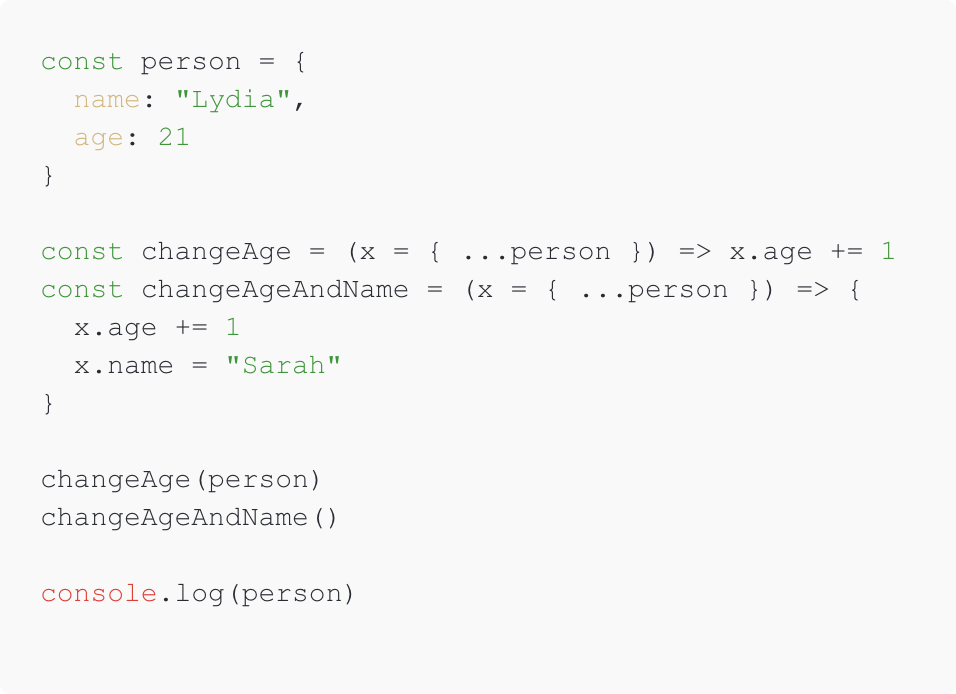 const person = {
  name: "Lydia",
  age: 21
}

const changeAge = (x = { ...person }) => x.age += 1
const changeAgeAndName = (x = { ...person }) => {
  x.age += 1
  x.name = "Sarah"
}

changeAge(person)
changeAgeAndName()

console.log(person)